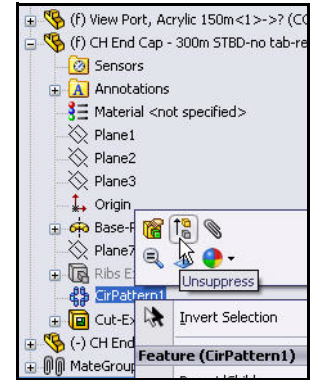 (f) View Port, Acrylic 150m<1>->? (CC
(f) CH End Cap - 300m STBD-no tab-re
Sensors
A Annotations
Material <not specified>
Plane1
Plane2
Plane3
Origin
Base-F
Plane7
Ribs E
Unsuppress
CirPattern1
Cut-Ex
Invert Selection
(-) CH End
Feature (CirPattern1)
MateGroup